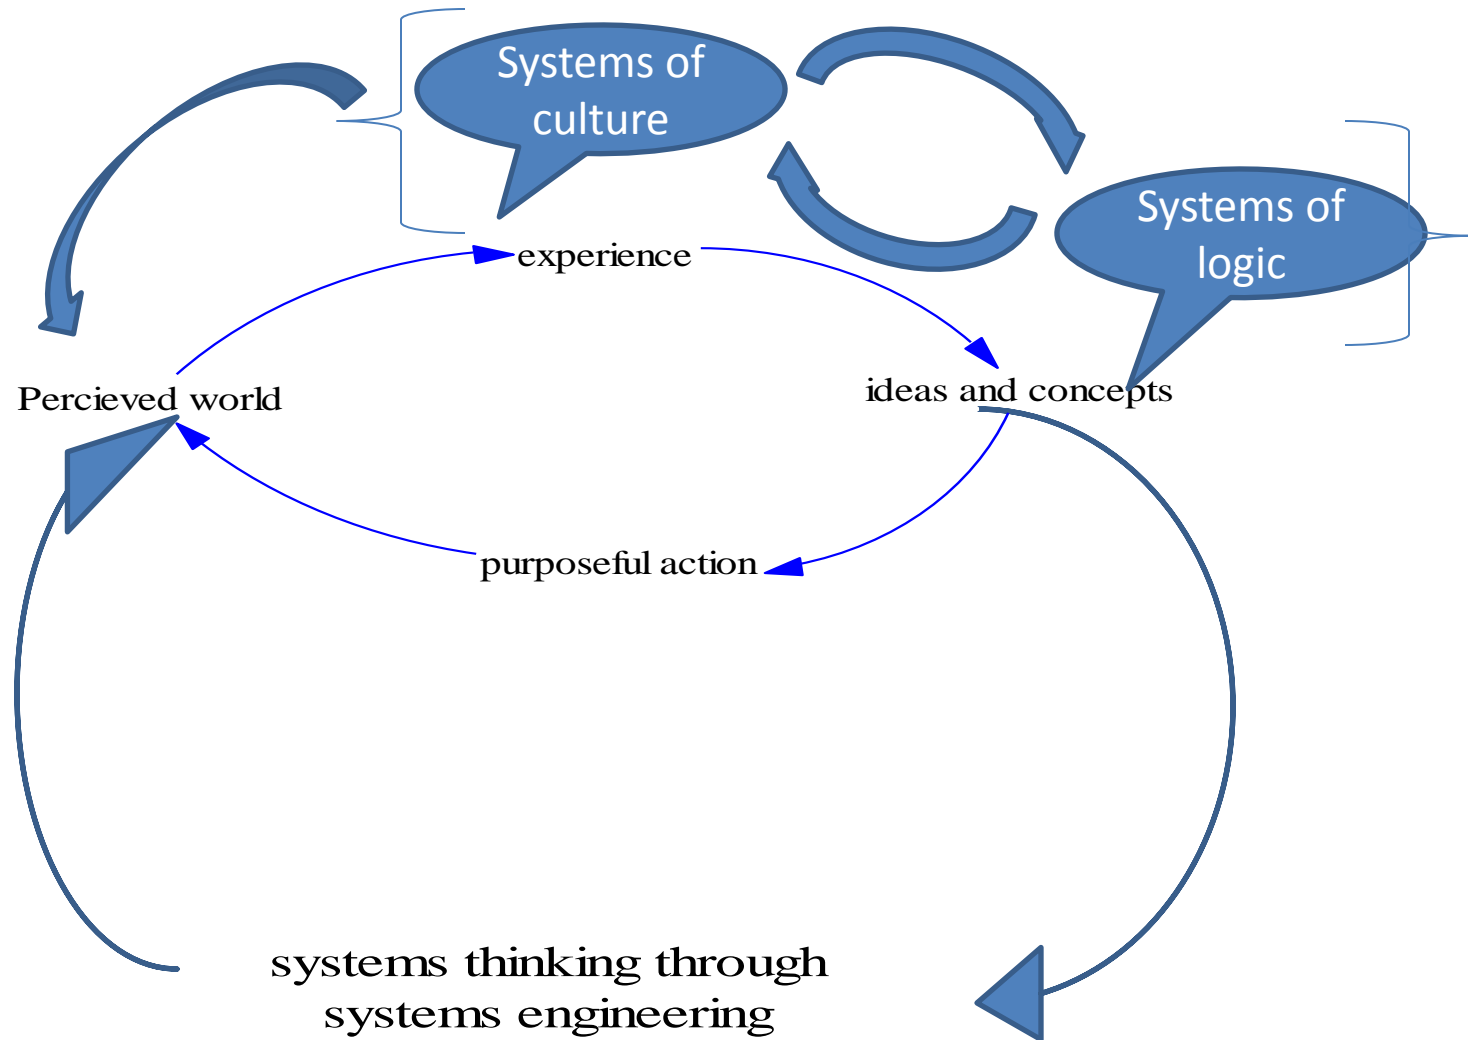 Systems of
culture
Systems of
logic
experience
Percieved world
ideas and concepts
purposeful action
systems thinking through
systems engineering